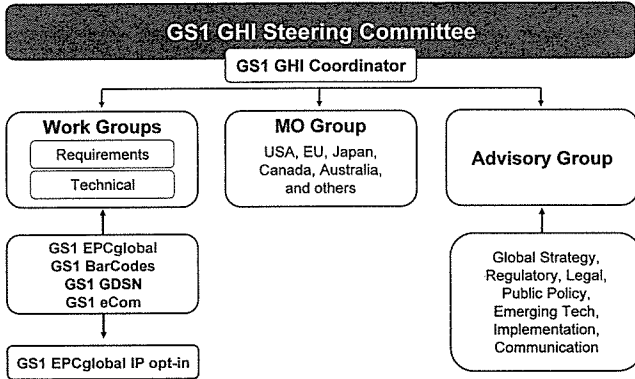 GS1 GHI Steering Committee
GS1 GHI Coordinator
Work Groups
Requirements
Technical
MO Group
USA, EU, Japan,
Canada, Australia,
and others
Advisory Group
GS1 EPCglobal
GS1 BarCodes
GS1 GDSN
GS1 eCom
Global Strategy,
Regulatory, Legal,
Public Policy,
Emerging Tech,
Implementation,
Communication
GS1 EPCglobal IP opt-in